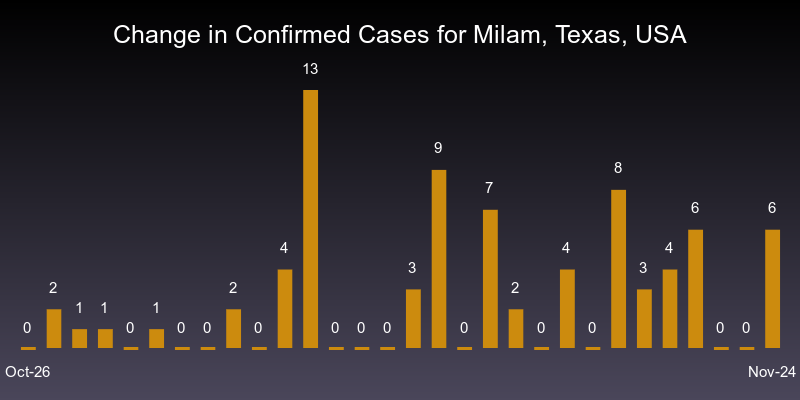 Change in Confirmed Cases for Milam, Texas, USA
0 2 1 1 0 1 0 0 2 0 4 13 0 0 0 3 9 0 7 2 0 4 0 8 3 4 6 0 0 6
Oct-26 Nov-24